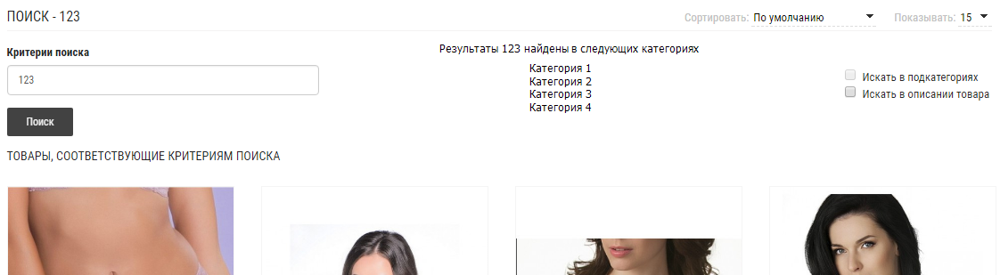 ПОИСК - 123
Сортировать: По умолчанию
Показывать: 15
Критерии поиска
123
Поиск
Результаты 123 найдены в следующих категориях
Категория 1
Категория 2
Категория 3
Категория 4
Искать в подкатегориях
Искать в описании товара
ТОВАРЫ, СООТВЕТСТВУЮЩИЕ КРИТЕРИЯМ ПОИСКА